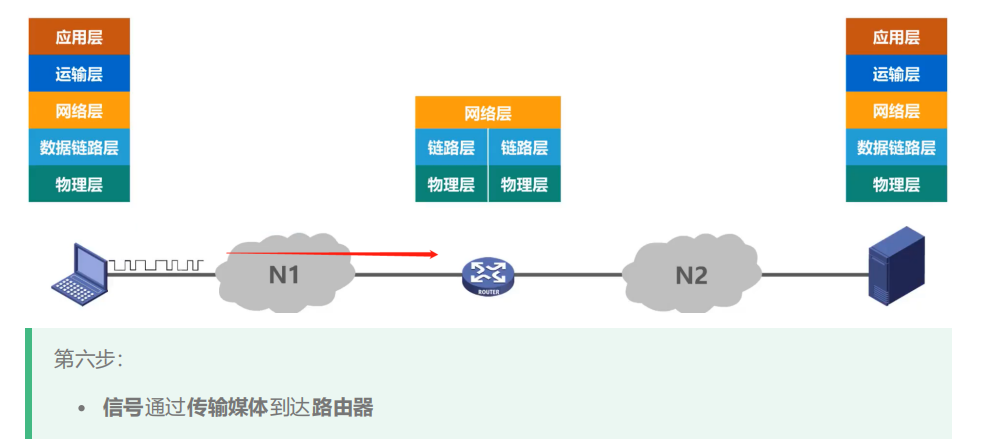 应用层
运输层
网络层
数据链路层
物理层
网络层
链路层 链路层
物理层 物理层
应用层
运输层
网络层
数据链路层
物理层
N1
ROUTER
N2
第六步：
• 信号通过传输媒体到达路由器